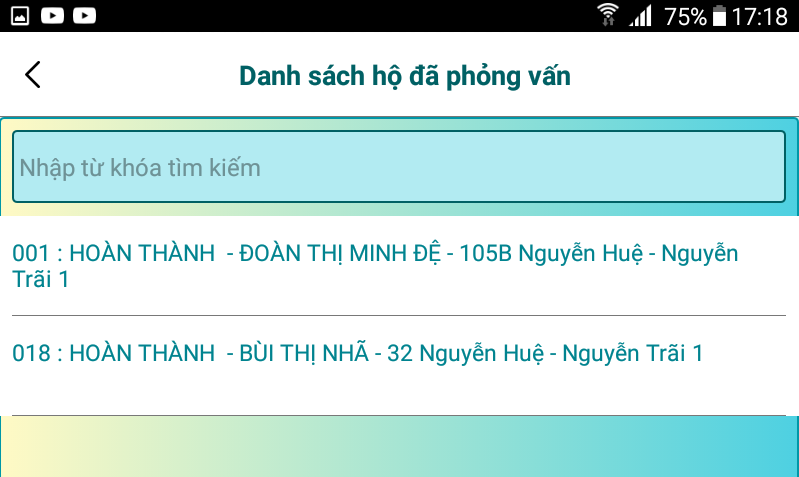 75% 17:18
Danh sách hộ đã phỏng vấn
Nhập từ khóa tìm kiếm
001 : HOÀN THÀNH - ĐOÀN THỊ MINH ĐỆ - 105B Nguyễn Huệ - Nguyễn
Trãi 1
018 : HOÀN THÀNH - BÙI THỊ NHÃ - 32 Nguyễn Huệ - Nguyễn Trãi 1